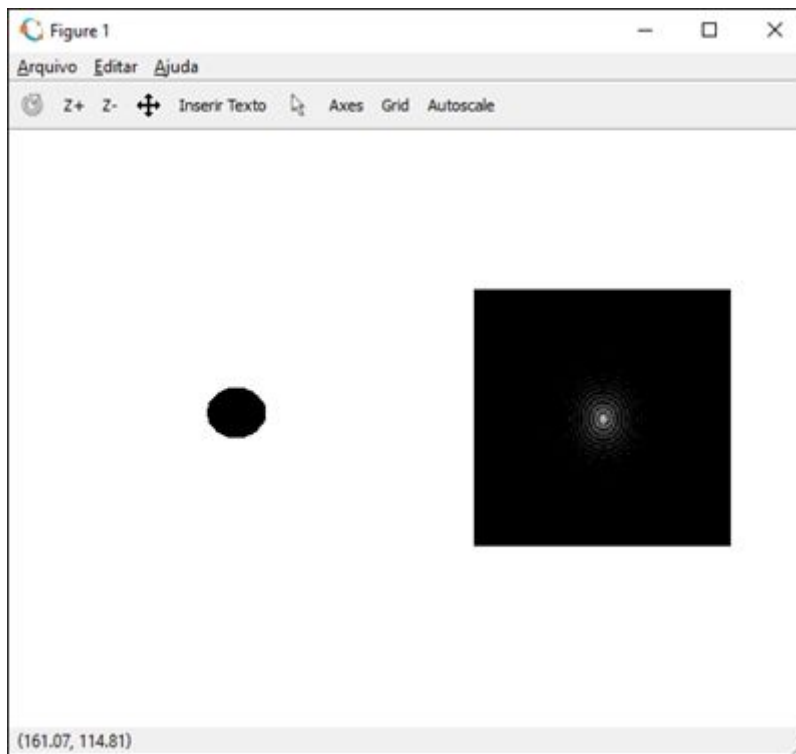 Figure 1
Arquivo Editar Ajuda
Z+ Z- Inserir Texto Axes Grid Autoscale
(161.07, 114.81)